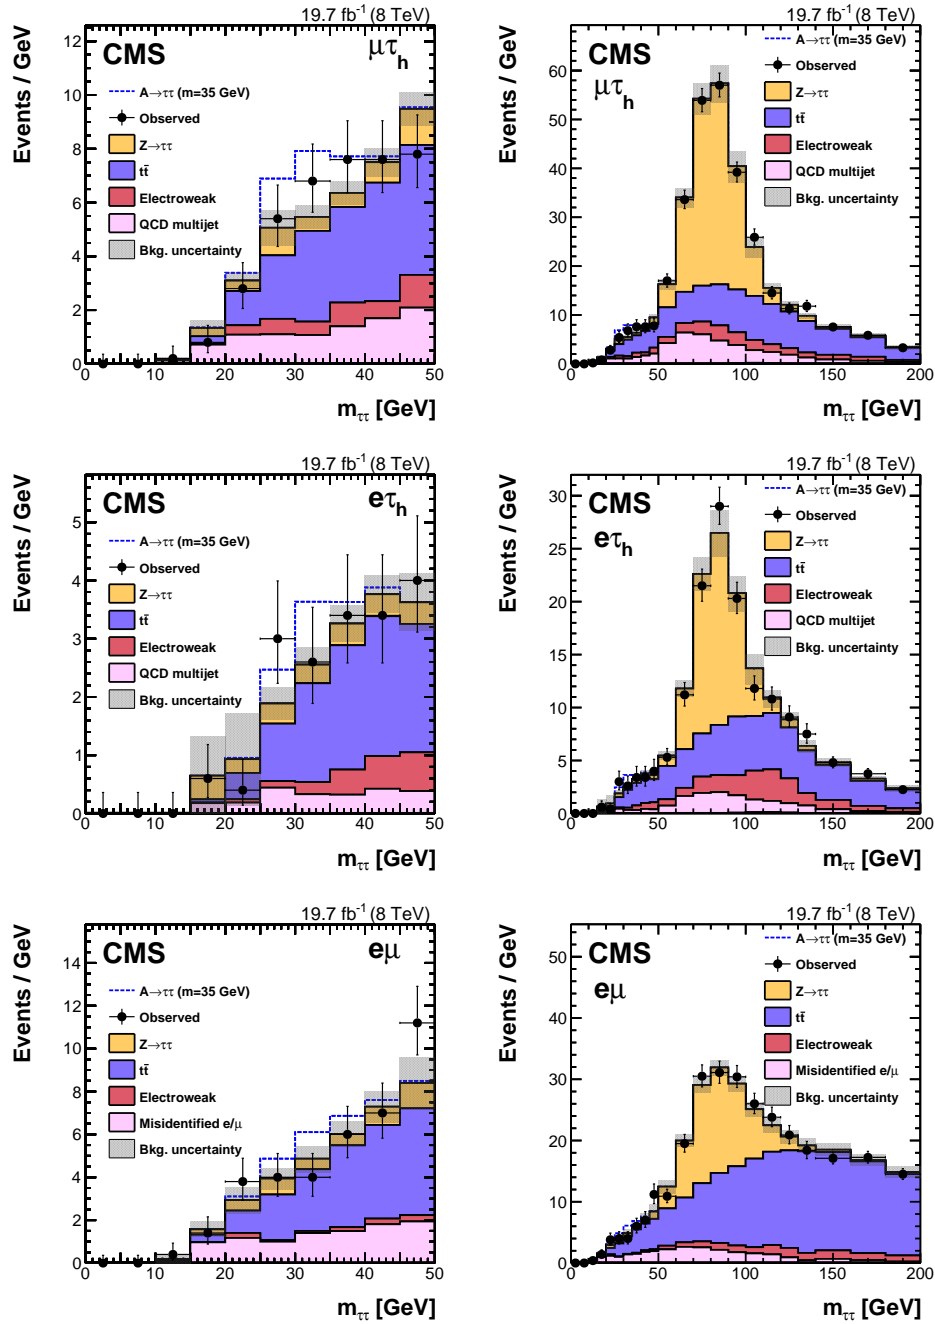 19.7 fb⁻¹ (8 TeV)
CMS
μτh
A→ττ (m=35 GeV)
Observed
Z→ττ
tt̄
Electroweak
QCD multijet
Bkg. uncertainty
Events / GeV
12
10
8
6
4
2
0
0 10 20 30 40 50
mττ [GeV]
19.7 fb⁻¹ (8 TeV)
CMS
μτh
A→ττ (m=35 GeV)
Observed
Z→ττ
tt̄
Electroweak
QCD multijet
Bkg. uncertainty
Events / GeV
60
50
40
30
20
10
0
0 50 100 150 200
mττ [GeV]
19.7 fb⁻¹ (8 TeV)
CMS
eτh
A→ττ (m=35 GeV)
Observed
Z→ττ
tt̄
Electroweak
QCD multijet
Bkg. uncertainty
Events / GeV
5
4
3
2
1
0
0 10 20 30 40 50
mττ [GeV]
19.7 fb⁻¹ (8 TeV)
CMS
eτh
A→ττ (m=35 GeV)
Observed
Z→ττ
tt̄
Electroweak
QCD multijet
Bkg. uncertainty
Events / GeV
30
25
20
15
10
5
0
0 50 100 150 200
mττ [GeV]
19.7 fb⁻¹ (8 TeV)
CMS
eμ
A→ττ (m=35 GeV)
Observed
Z→ττ
tt̄
Electroweak
Misidentified e/μ
Bkg. uncertainty
Events / GeV
14
12
10
8
6
4
2
0
0 10 20 30 40 50
mττ [GeV]
19.7 fb⁻¹ (8 TeV)
CMS
eμ
A→ττ (m=35 GeV)
Observed
Z→ττ
tt̄
Electroweak
Misidentified e/μ
Bkg. uncertainty
Events / GeV
50
40
30
20
10
0
0 50 100 150 200
mττ [GeV]